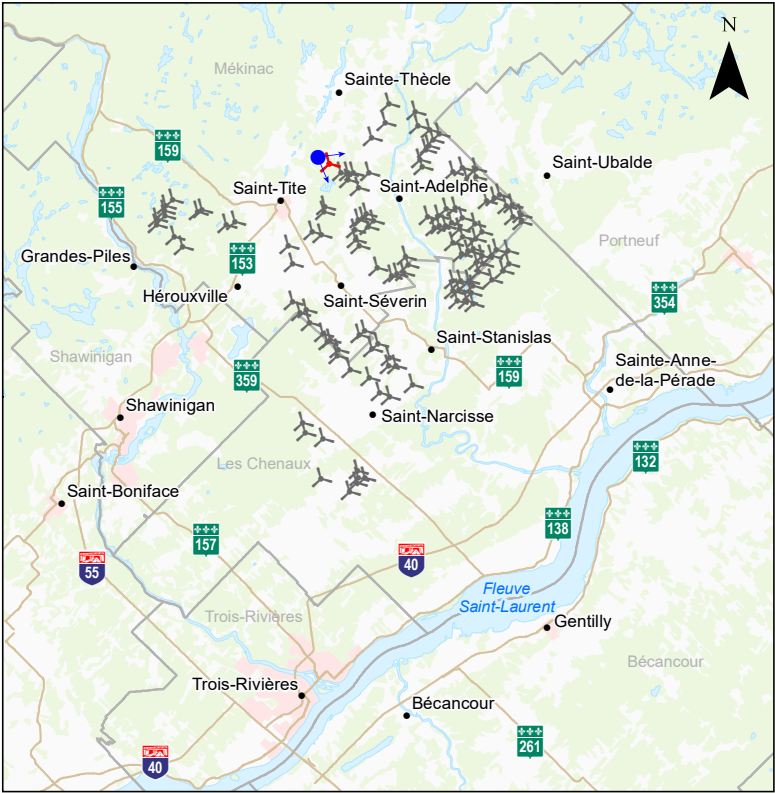 N
Mékinac
Sainte-Thècle
159
Saint-Ubalde
Saint-Tite
Saint-Adelphe
155
Portneuf
Grandes-Piles
153
Hérouxville
Saint-Séverin
354
Saint-Stanislas
Shawinigan
159
Sainte-Anne-
de-la-Pérade
359
Shawinigan
Saint-Narcisse
132
Les Chenaux
Saint-Boniface
138
157
40
55
Fleuve
Saint-Laurent
Trois-Rivières
Gentilly
Bécancour
Trois-Rivières
Bécancour
261
40